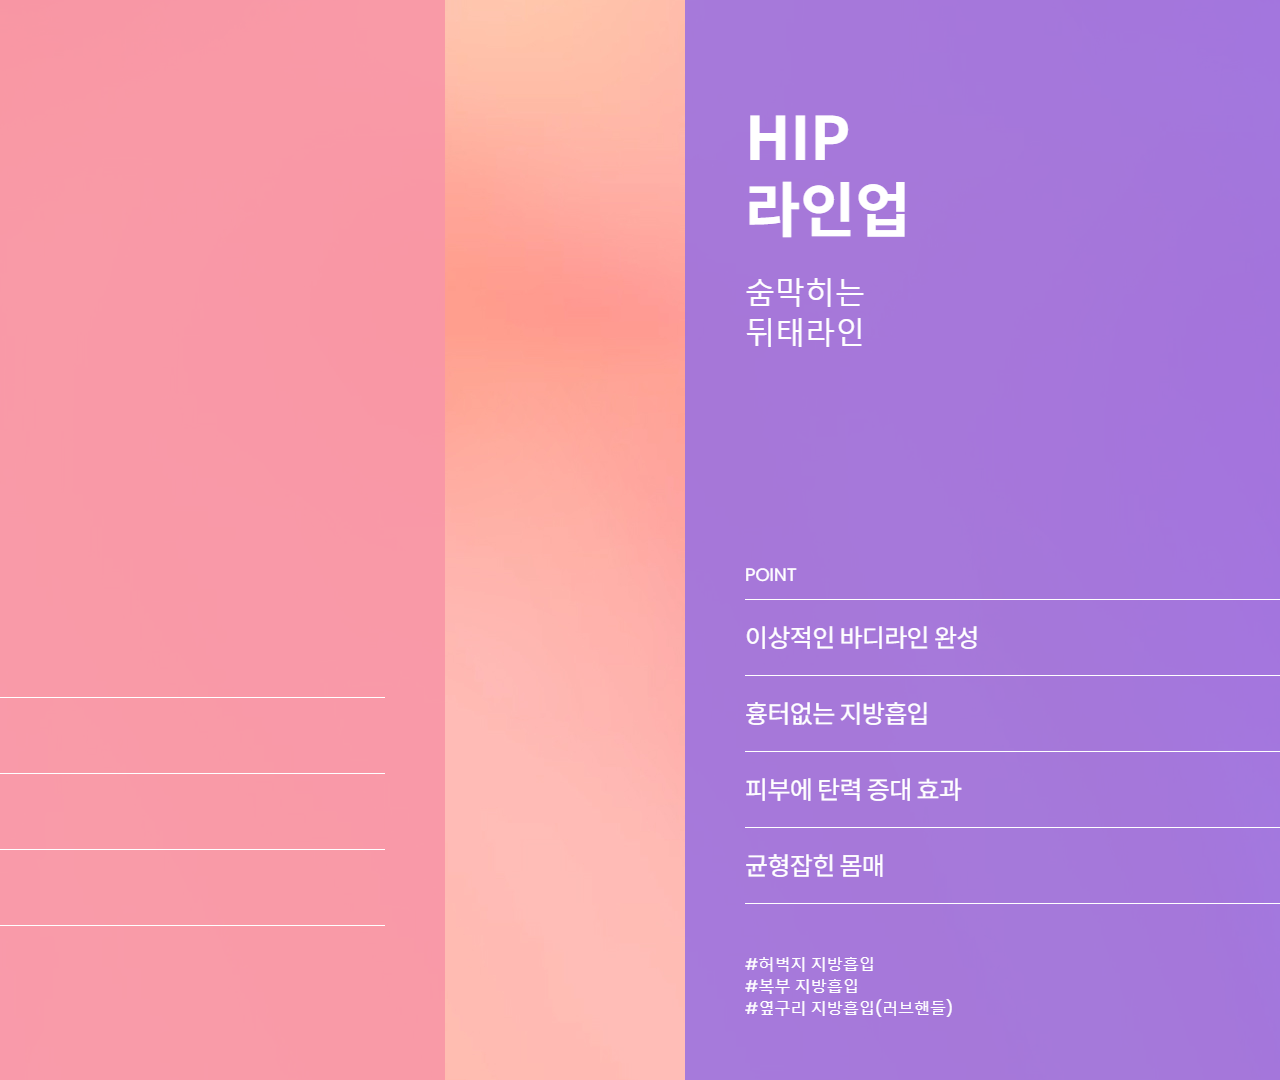 HIP
라인업
숨막히는
뒤태라인
POINT
이상적인 바디라인 완성
흉터없는 지방흡입
피부에 탄력 증대 효과
균형잡힌 몸매
#허벅지 지방흡입
#복부 지방흡입
#옆구리 지방흡입(러브핸들)